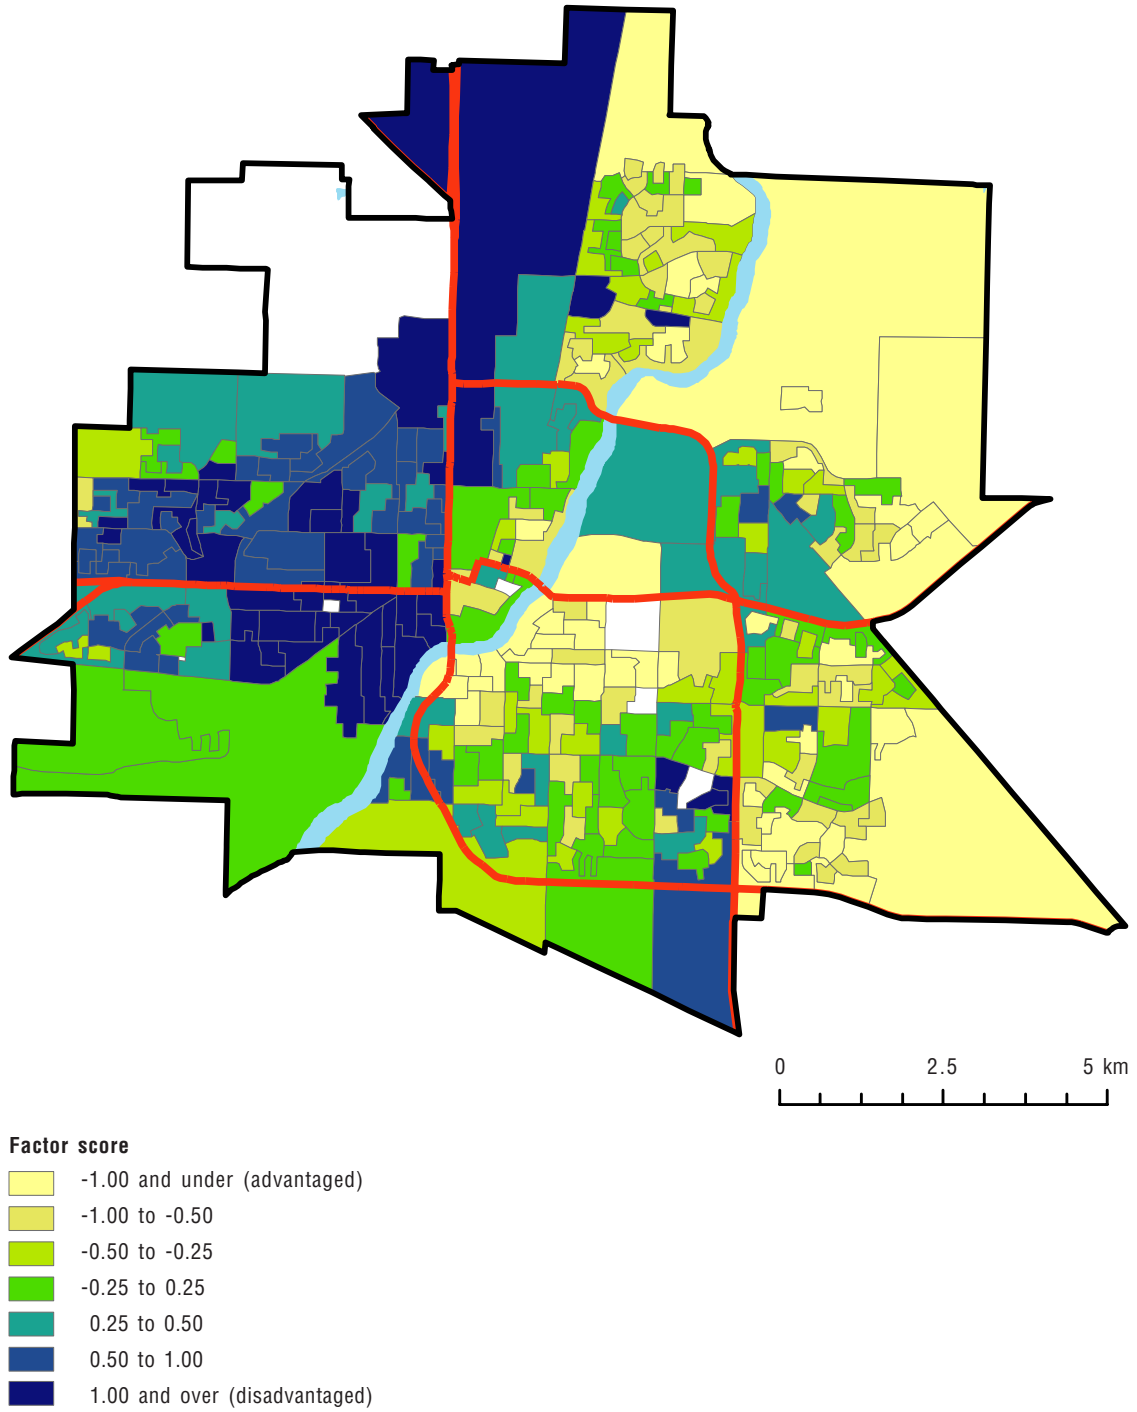 0 2.5 5 km
Factor score
-1.00 and under (advantaged)
-1.00 to -0.50
-0.50 to -0.25
-0.25 to 0.25
0.25 to 0.50
0.50 to 1.00
1.00 and over (disadvantaged)